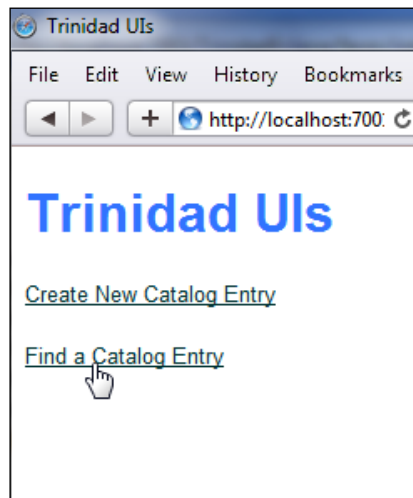 Trinidad UIs
File Edit View History Bookmarks
http://localhost:700
Trinidad UIs
Create New Catalog Entry
Find a Catalog Entry